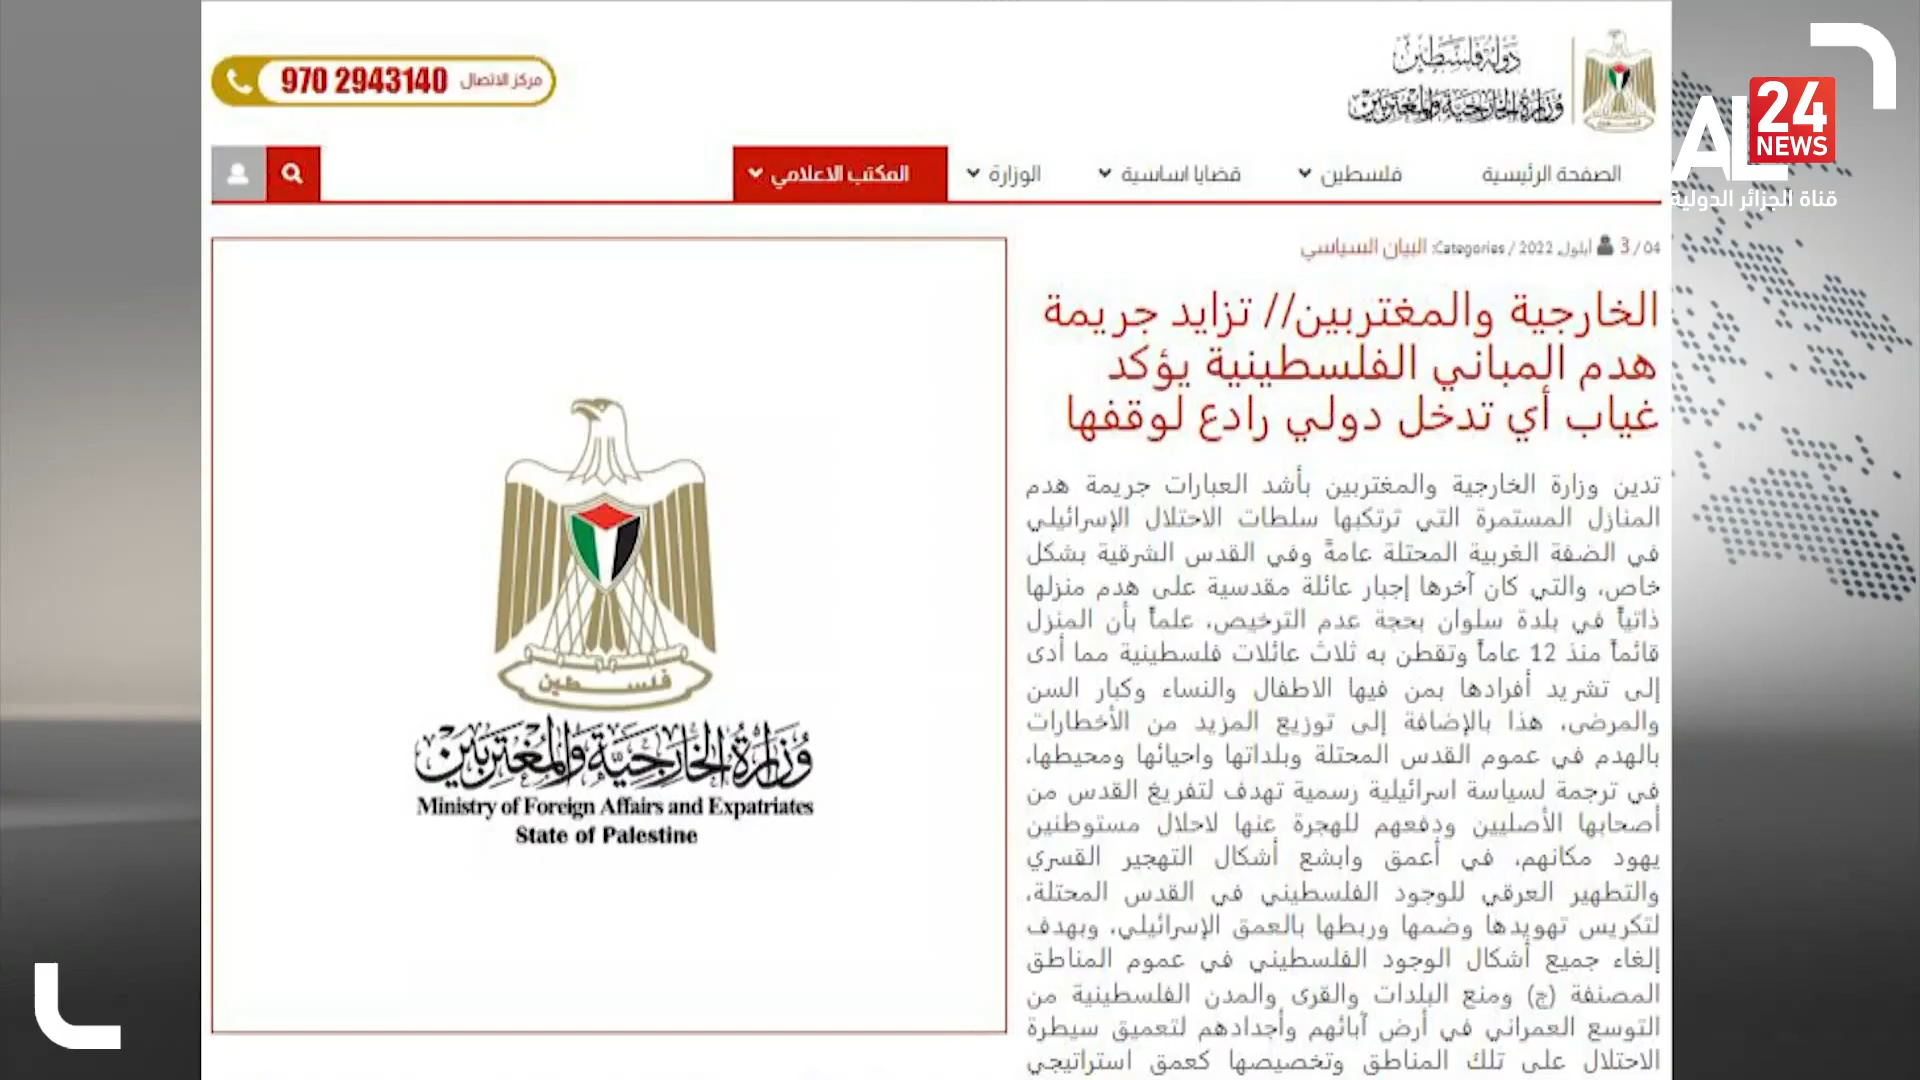 مركز الاتصال 970 2943140
دولة فلسطين
وزارة الخارجية والمغتربين
AL 24 NEWS
قناة الجزائر الدولية
الصفحة الرئيسية
فلسطين
قضايا اساسية
الوزارة
المكتب الاعلامي
04/ 3 أيلول، 2022 / Categories: البيان السياسي
الخارجية والمغتربين// تزايد جريمة
هدم المباني الفلسطينية يؤكد
غياب أي تدخل دولي رادع لوقفها
تدين وزارة الخارجية والمغتربين بأشد العبارات جريمة هدم
المنازل المستمرة التي ترتكبها سلطات الاحتلال الإسرائيلي
في الضفة الغربية المحتلة عامةً وفي القدس الشرقية بشكل
خاص، والتي كان آخرها إجبار عائلة مقدسية على هدم منزلها
ذاتياً في بلدة سلوان بحجة عدم الترخيص، علماً بأن المنزل
قائماً منذ 12 عاماً وتقطن به ثلاث عائلات فلسطينية مما أدى
إلى تشريد أفرادها بمن فيها الاطفال والنساء وكبار السن
والمرضى، هذا بالإضافة إلى توزيع المزيد من الأخطارات
بالهدم في عموم القدس المحتلة وبلداتها واحيائها ومحيطها،
في ترجمة لسياسة اسرائيلية رسمية تهدف لتفريغ القدس من
أصحابها الأصليين ودفعهم للهجرة عنها لاحلال مستوطنين
يهود مكانهم، في أعمق وابشع أشكال التهجير القسري
والتطهير العرقي للوجود الفلسطيني في القدس المحتلة،
لتكريس تهويدها وضمها وربطها بالعمق الإسرائيلي، وبهدف
إلغاء جميع أشكال الوجود الفلسطيني في عموم المناطق
المصنفة (ج) ومنع البلدات والقرى والمدن الفلسطينية من
التوسع العمراني في أرض آبائهم وأجدادهم لتعميق سيطرة
الاحتلال على تلك المناطق وتخصيصها كعمق استراتيجي
فلسطين
وزارة الخارجية والمغتربين
Ministry of Foreign Affairs and Expatriates
State of Palestine